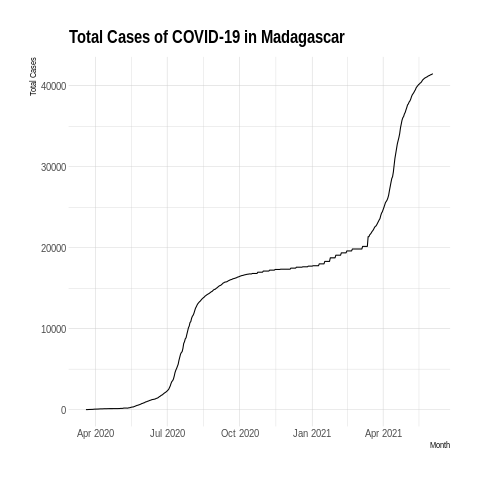 Total Cases of COVID-19 in Madagascar
Total Cases
40000
30000
20000
10000
0
Apr 2020 Jul 2020 Oct 2020 Jan 2021 Apr 2021
Month